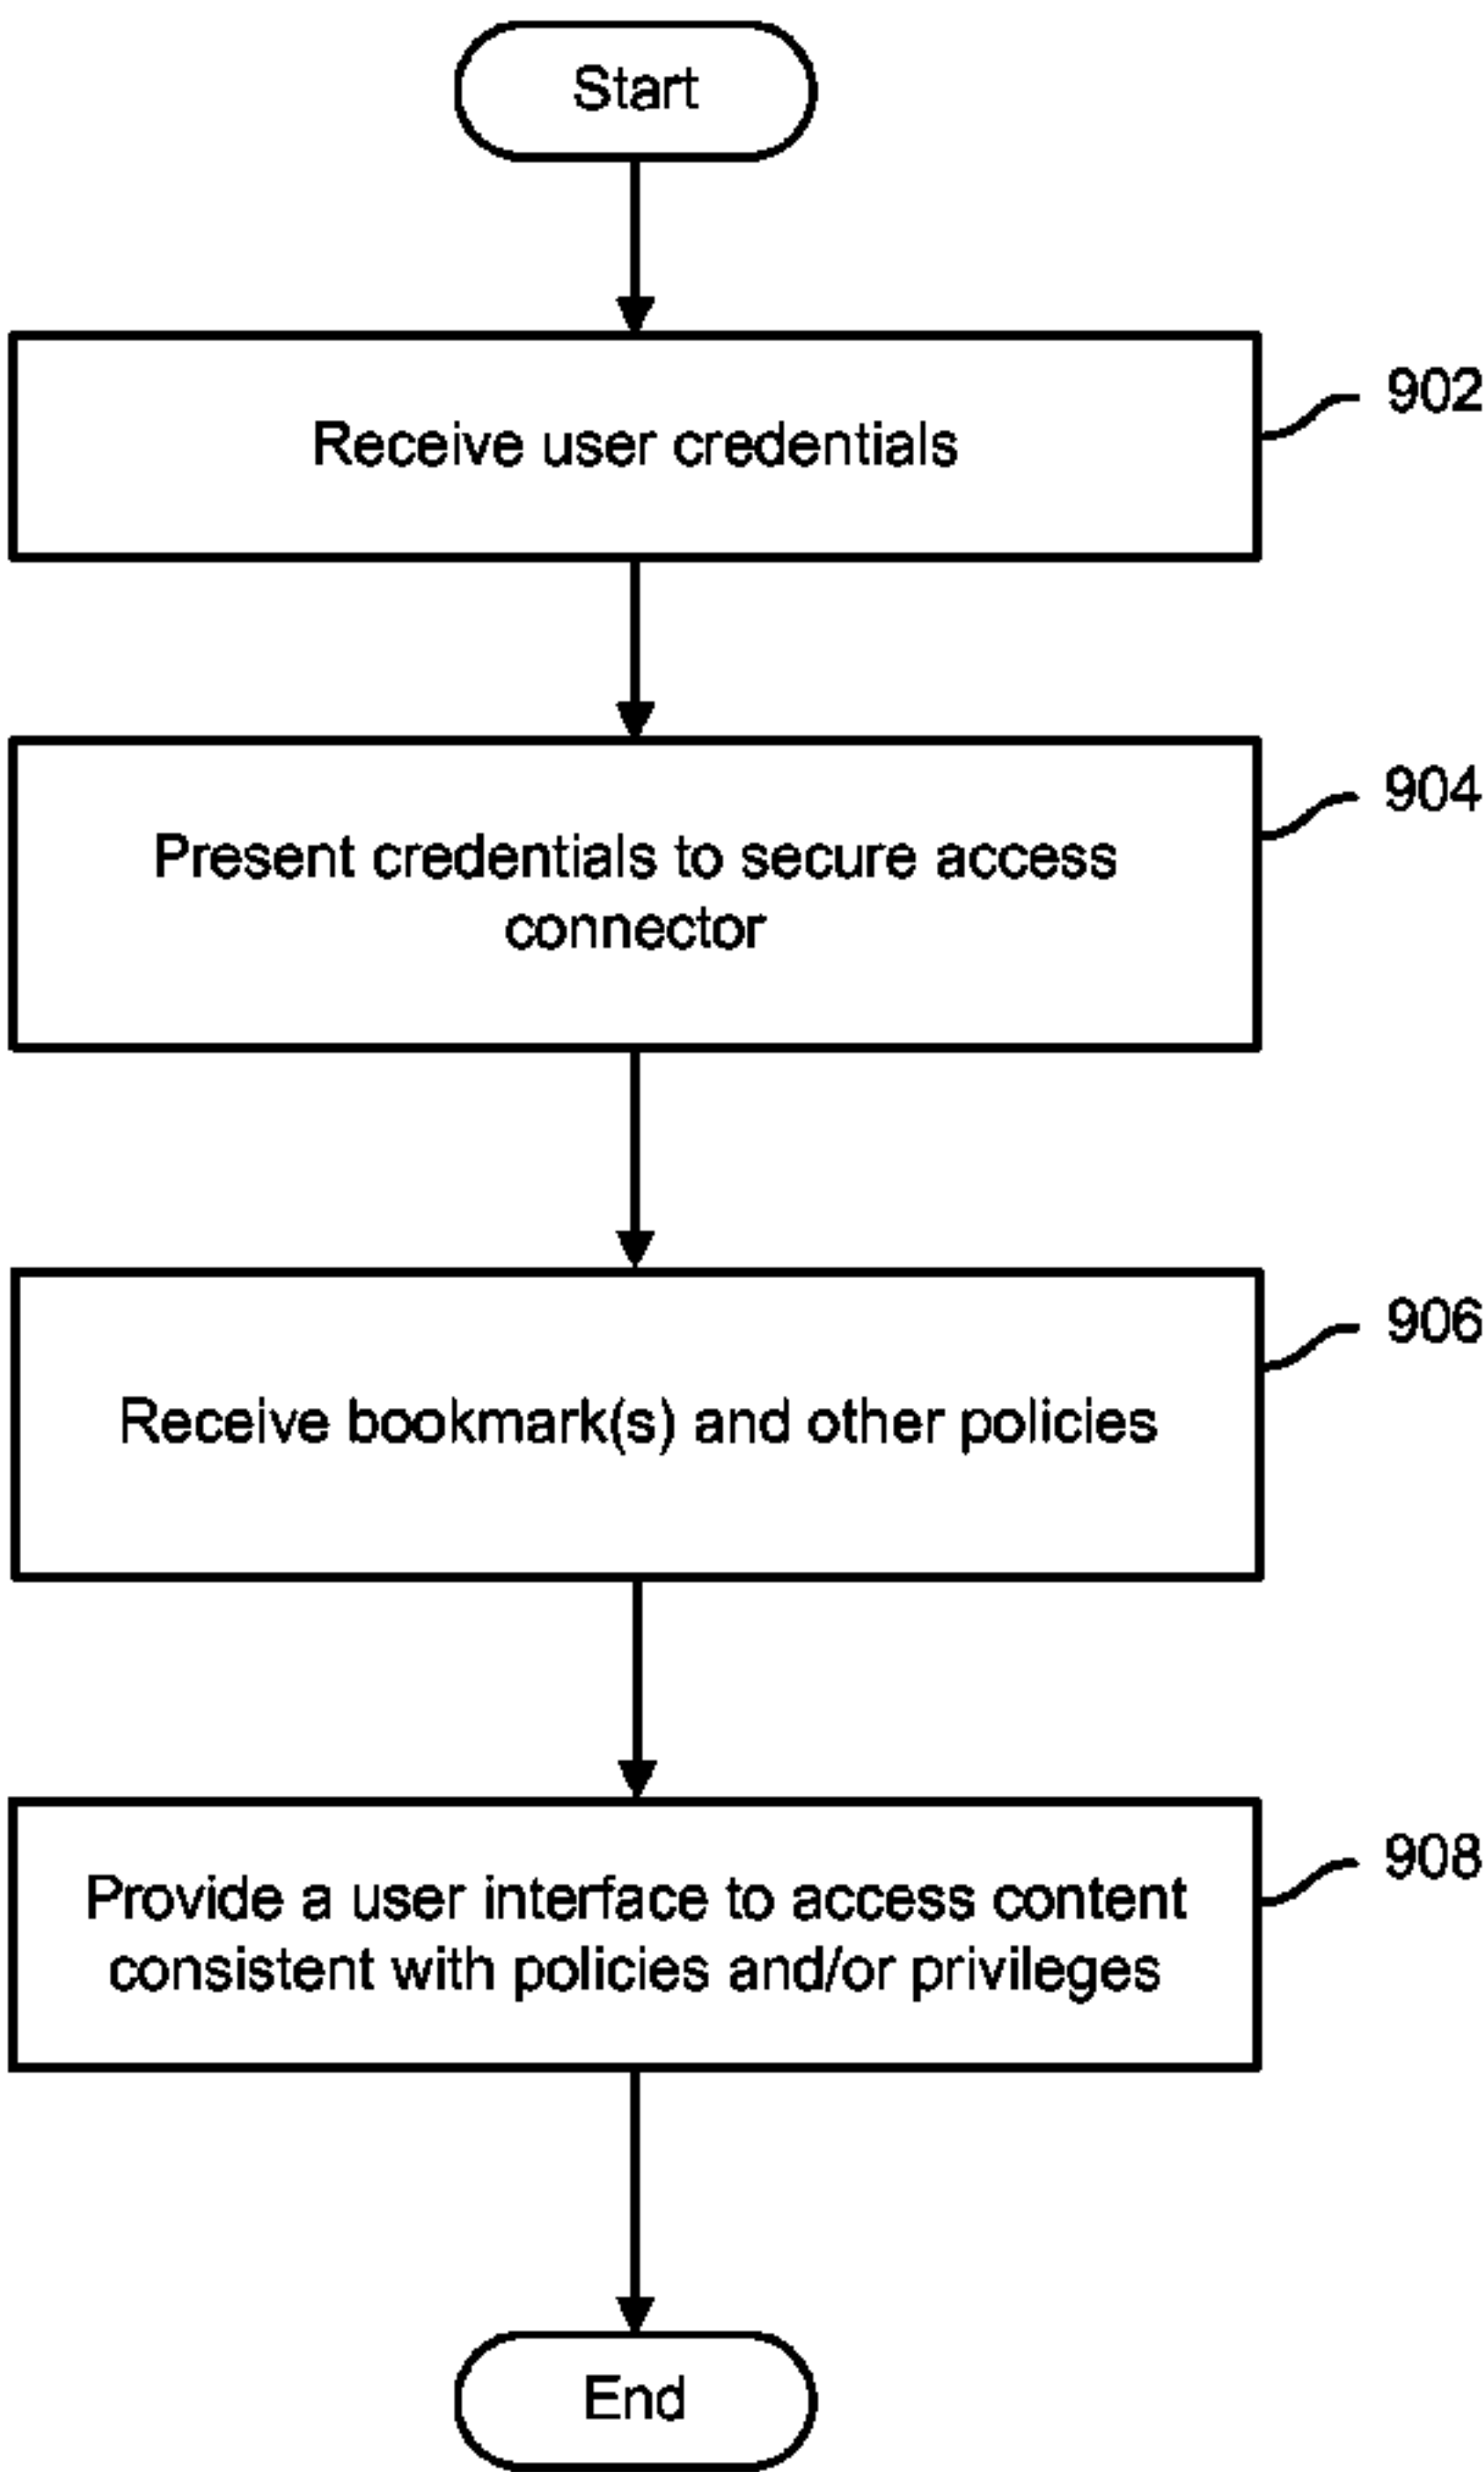 Start
Receive user credentials
902
Present credentials to secure access
connector
904
Receive bookmark(s) and other policies
906
Provide a user interface to access content
consistent with policies and/or privileges
908
End